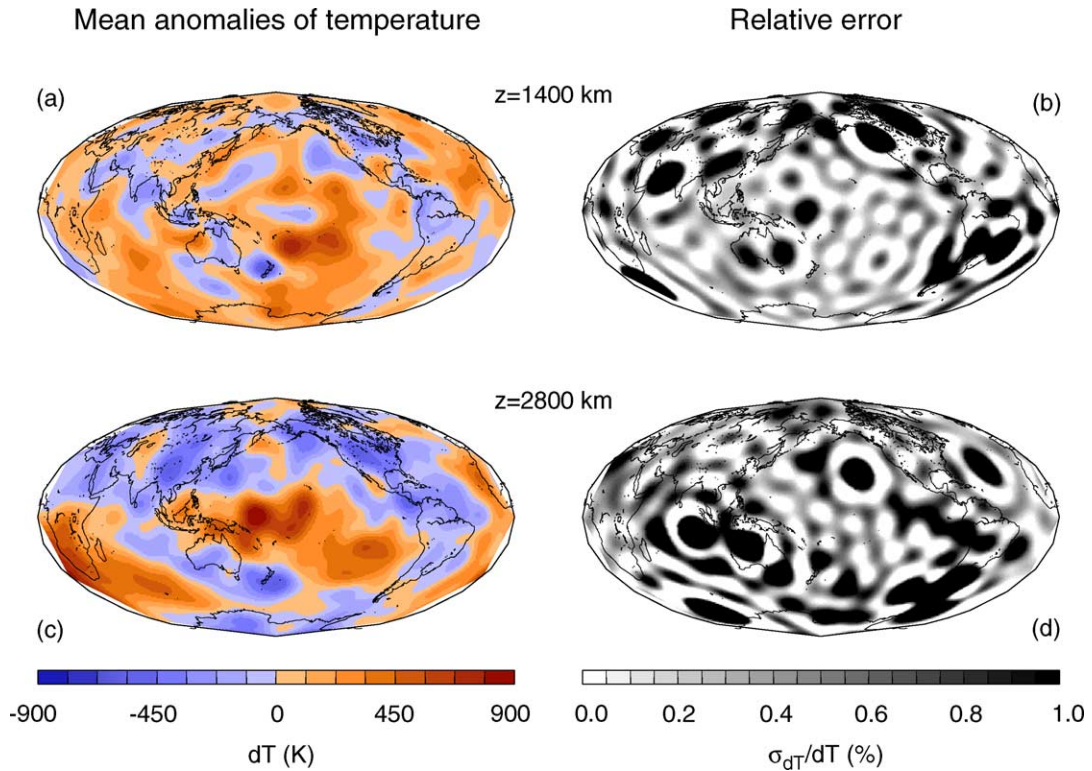 Mean anomalies of temperature
Relative error
(a)
z=1400 km
(b)
z=2800 km
(c)
(d)
-900 -450 0 450 900
dT (K)
0.0 0.2 0.4 0.6 0.8 1.0
σdT/dT (%)